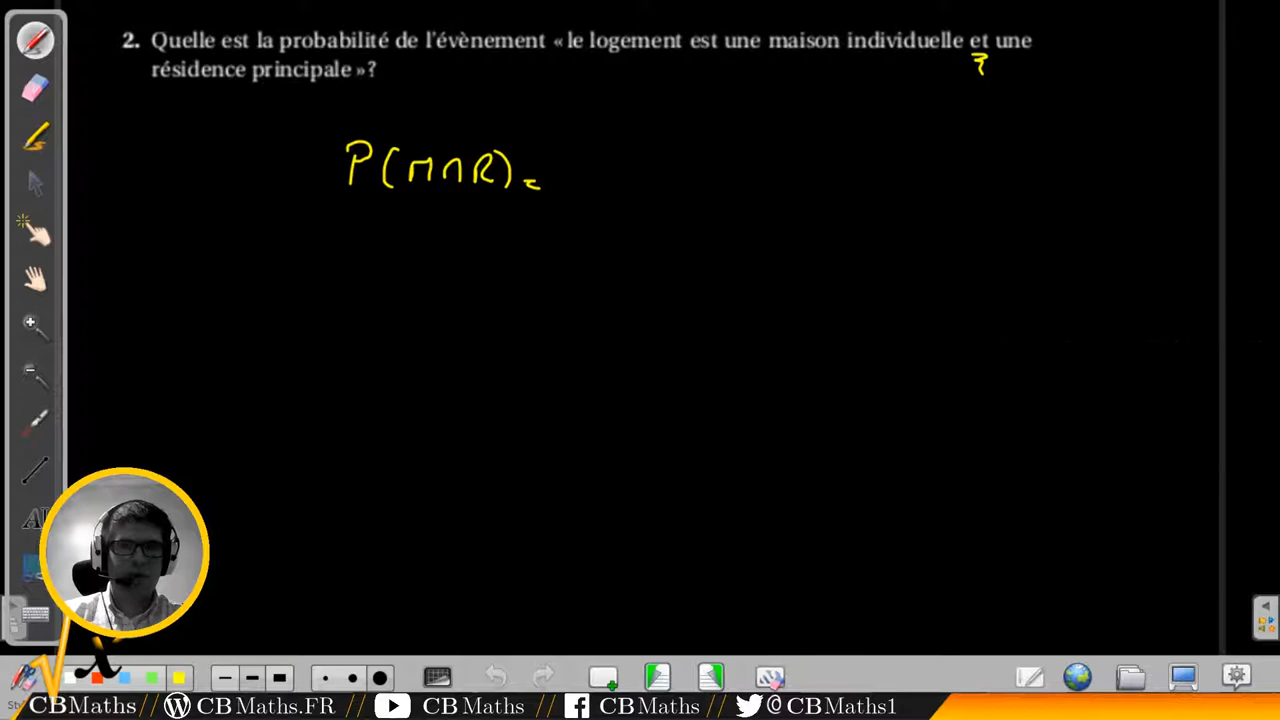 2. Quelle est la probabilité de l'évènement « le logement est une maison individuelle et une
résidence principale » ?
?
P(M∩R)=
CBMaths // CBMaths.FR // CBMaths // CBMaths // @CBMaths1